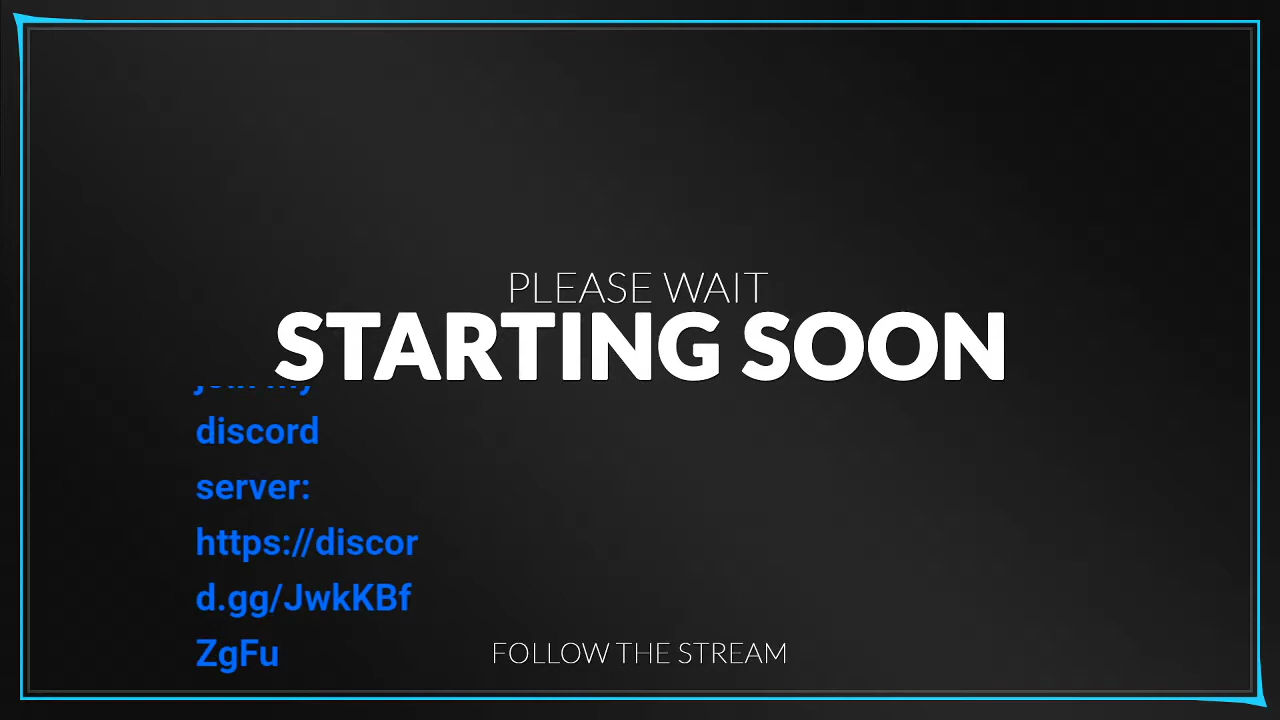 PLEASE WAIT
STARTING SOON
discord
server:
https://discor
d.gg/JwkKBf
ZgFu
FOLLOW THE STREAM